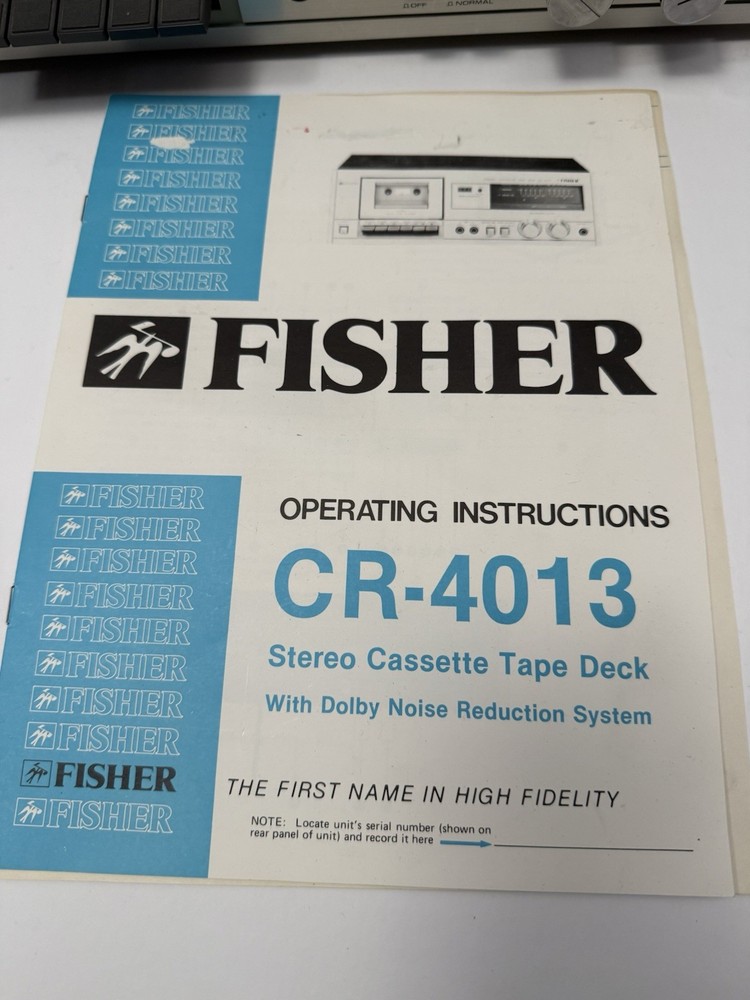 OFF NORMAL
FISHER
FISHER
FISHER
FISHER
FISHER
FISHER
FISHER
FISHER
FISHER
OPERATING INSTRUCTIONS
CR-4013
Stereo Cassette Tape Deck
With Dolby Noise Reduction System
FISHER
FISHER
FISHER
FISHER
FISHER
FISHER
FISHER
FISHER
FISHER
FISHER
THE FIRST NAME IN HIGH FIDELITY
NOTE: Locate unit's serial number (shown on
rear panel of unit) and record it here